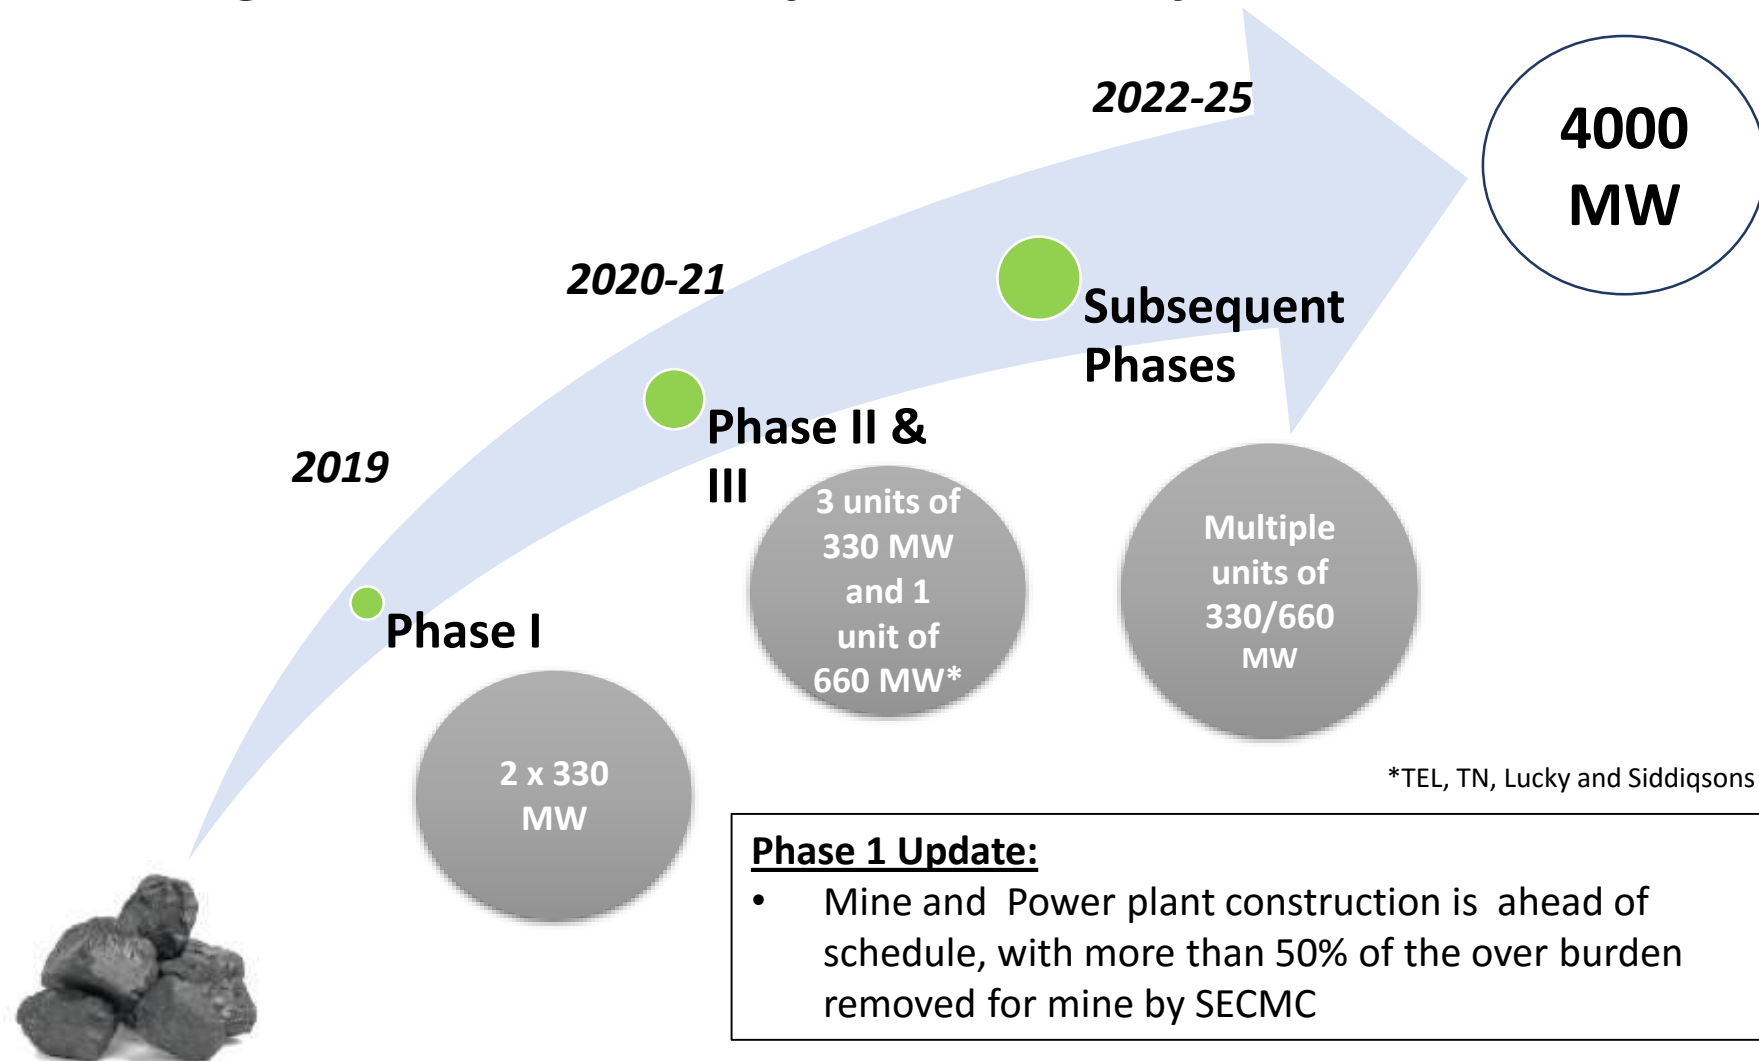 2022-25
4000
MW
2020-21
Subsequent
Phases
Phase II &
III
2019
3 units of
330 MW
and 1
unit of
660 MW*
Multiple
units of
330/660
MW
Phase I
2 x 330
MW
*TEL, TN, Lucky and Siddiqsons
Phase 1 Update:
• Mine and Power plant construction is ahead of
schedule, with more than 50% of the over burden
removed for mine by SECMC